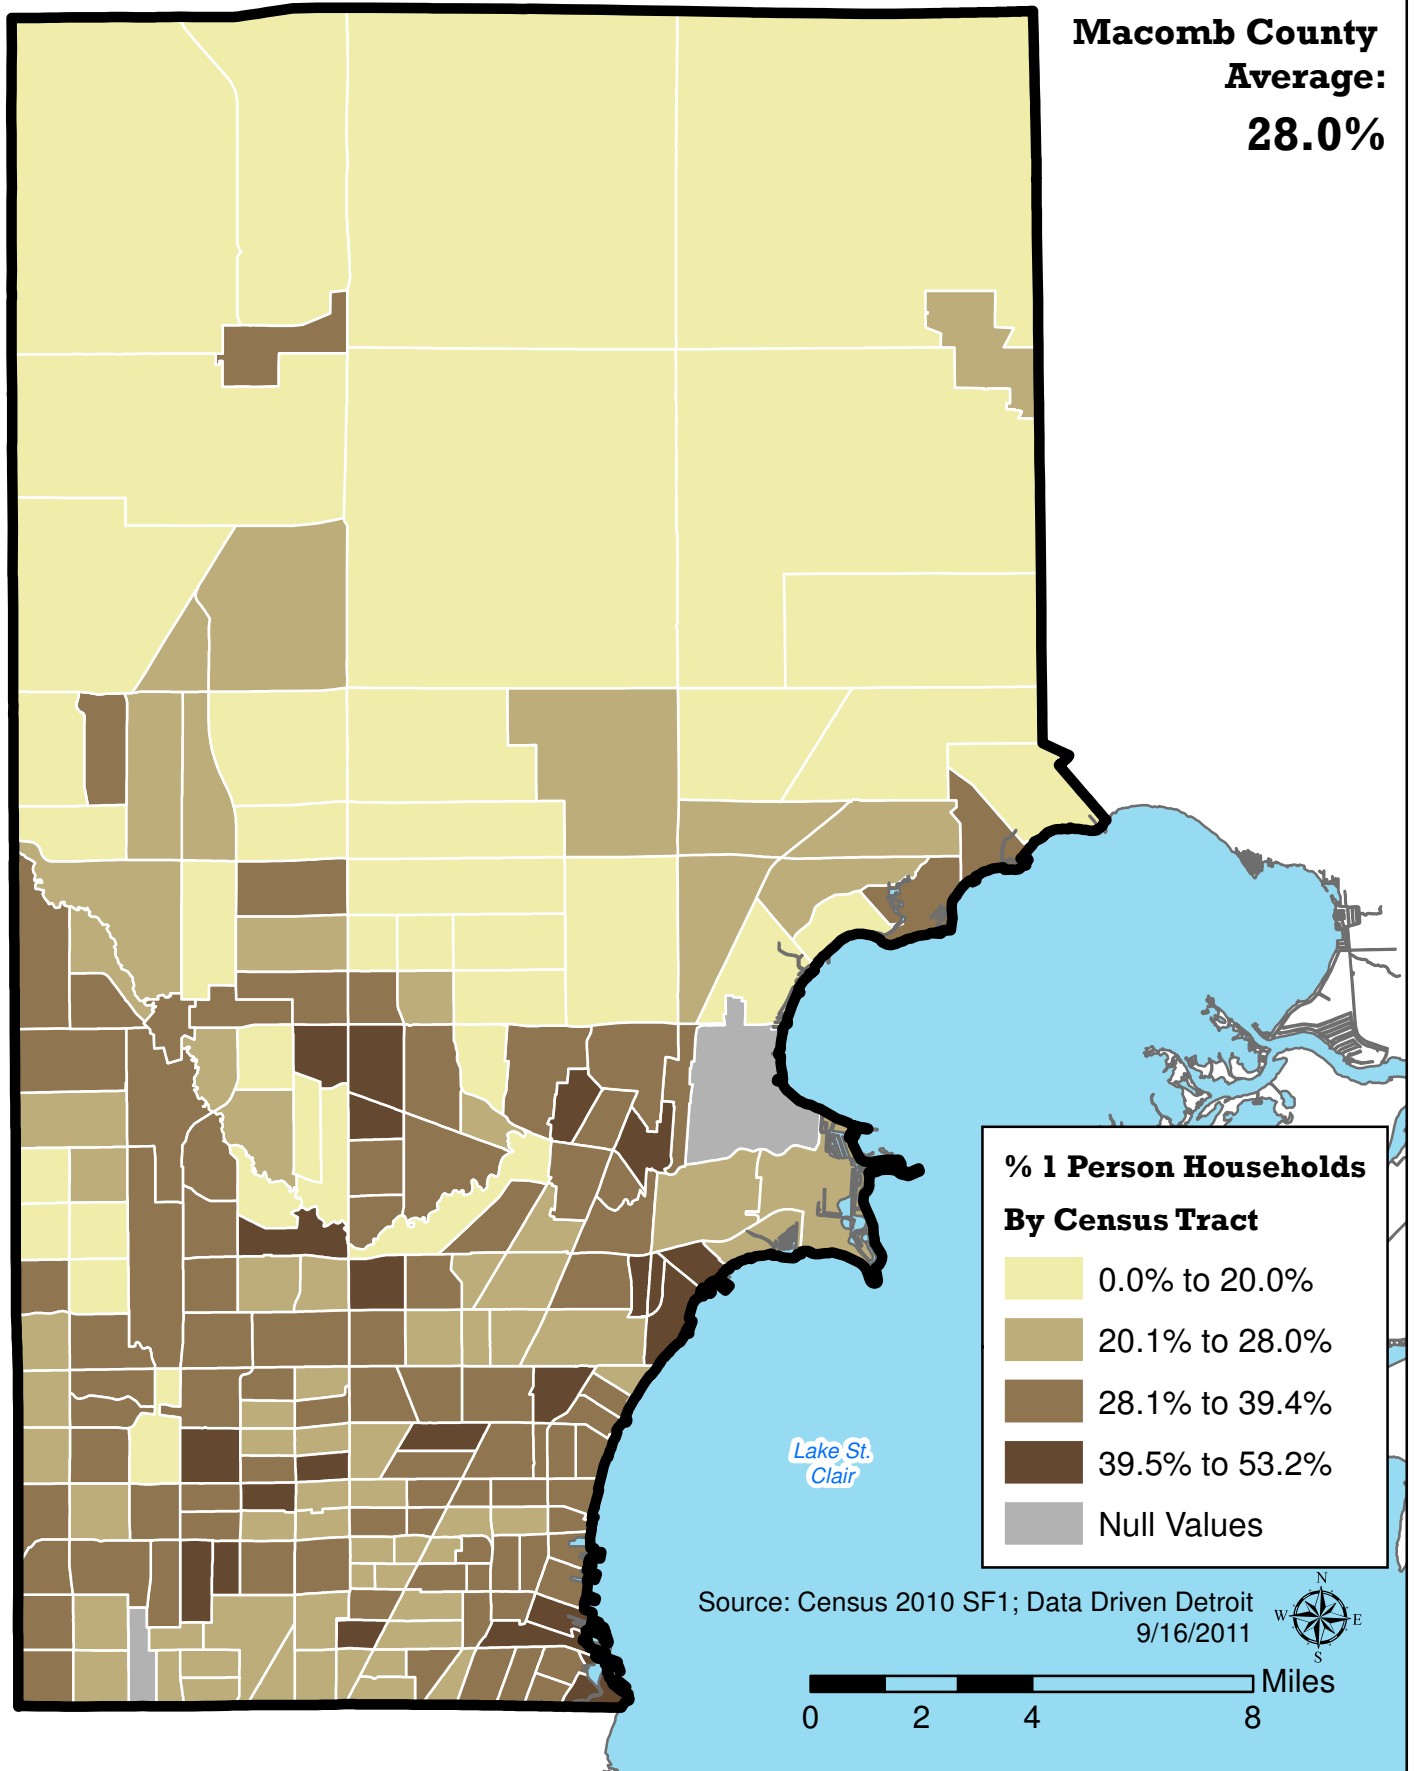 Macomb County
Average:
28.0%
% 1 Person Households
By Census Tract
0.0% to 20.0%
20.1% to 28.0%
28.1% to 39.4%
39.5% to 53.2%
Null Values
Lake St.
Clair
Source: Census 2010 SF1; Data Driven Detroit
9/16/2011
N
W E
S
Miles
0 2 4 8